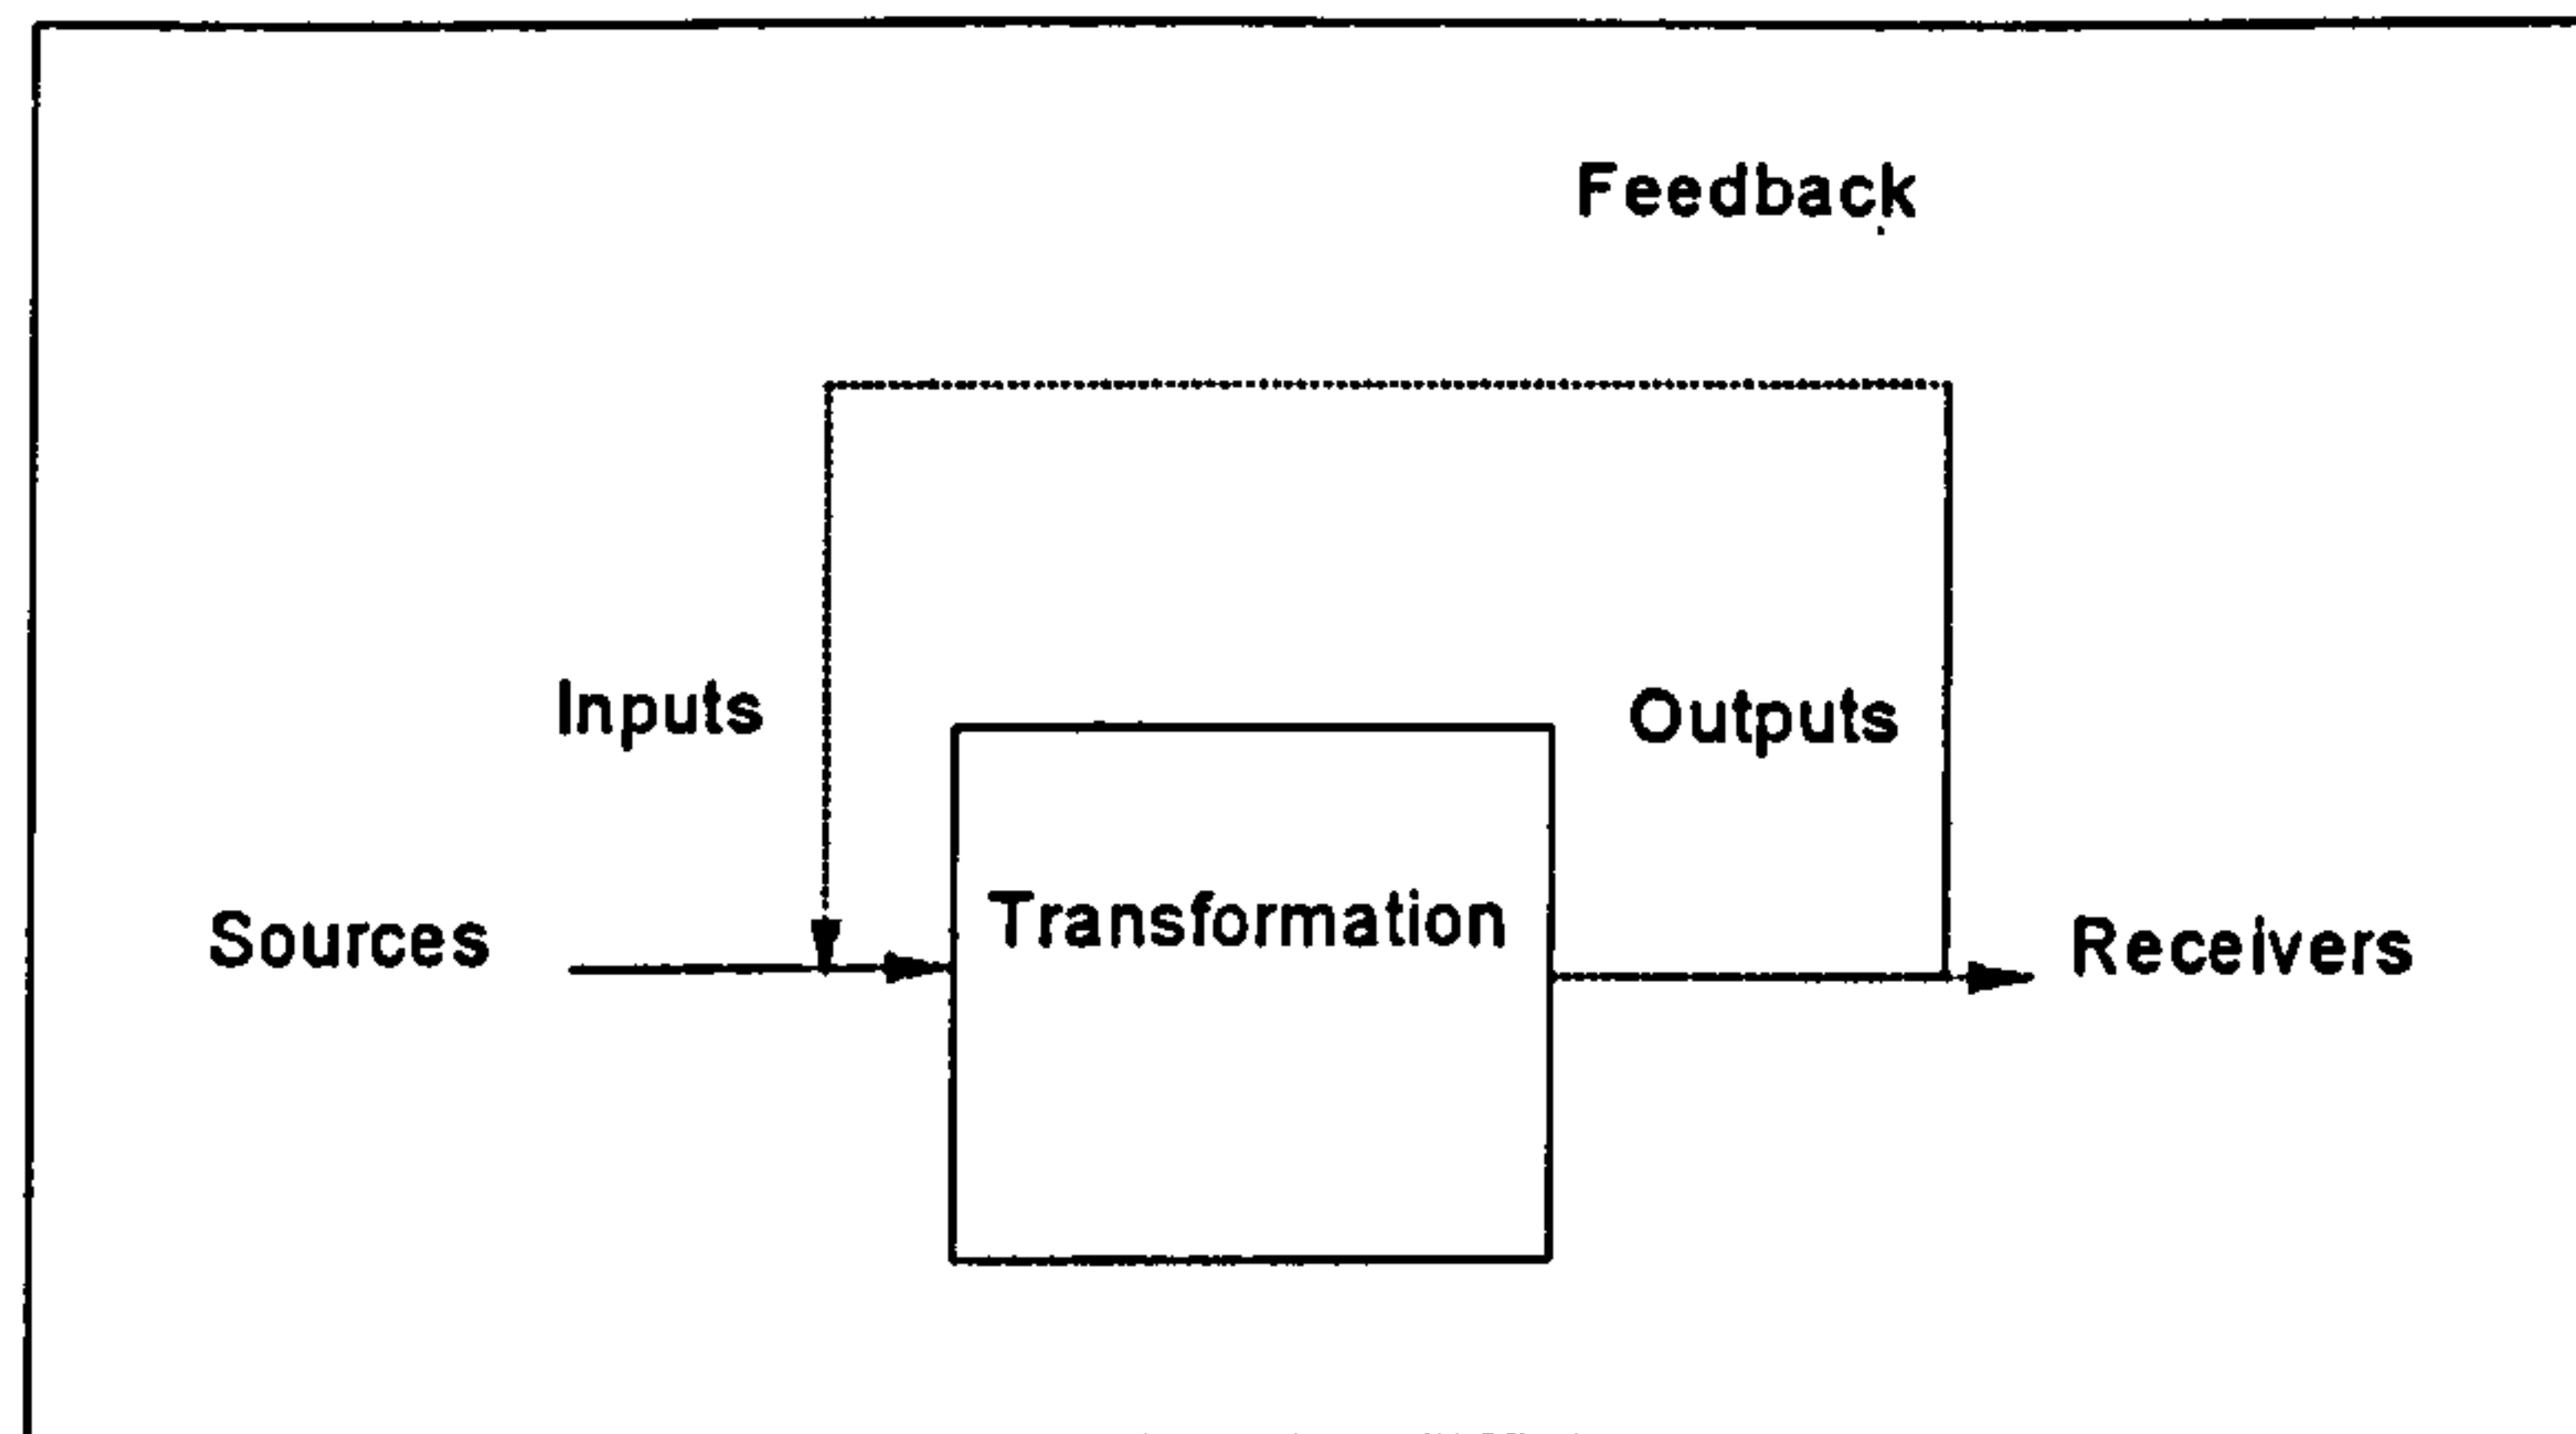 Feedback
Inputs
Outputs
Transformation
Sources
Receivers